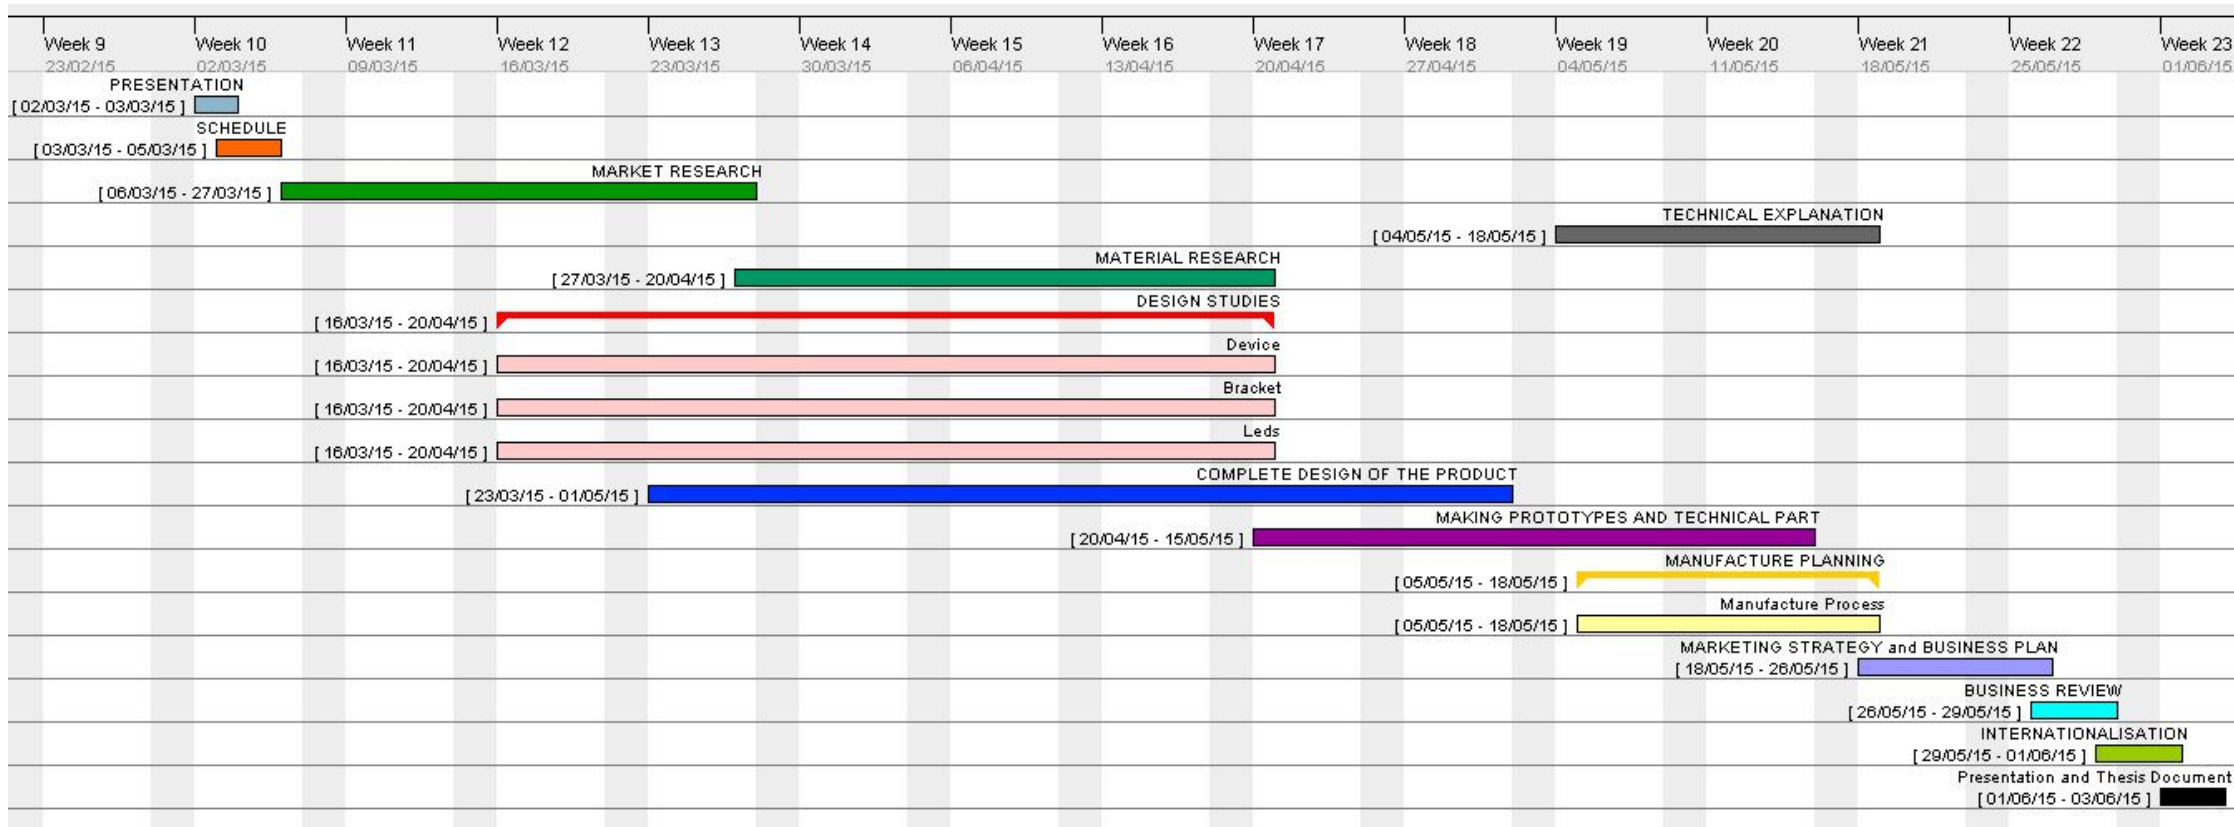 Week 9 Week 10 Week 11 Week 12 Week 13 Week 14 Week 15 Week 16 Week 17 Week 18 Week 19 Week 20 Week 21 Week 22 Week 23
23/02/15 02/03/15 09/03/15 16/03/15 23/03/15 30/03/15 06/04/15 13/04/15 20/04/15 27/04/15 04/05/15 11/05/15 18/05/15 25/05/15 01/06/15
PRESENTATION
[ 02/03/15 - 03/03/15 ]
SCHEDULE
[ 03/03/15 - 05/03/15 ]
MARKET RESEARCH
[ 06/03/15 - 27/03/15 ]
TECHNICAL EXPLANATION
[ 04/05/15 - 18/05/15 ]
MATERIAL RESEARCH
[ 27/03/15 - 20/04/15 ]
DESIGN STUDIES
[ 16/03/15 - 20/04/15 ]
Device
[ 16/03/15 - 20/04/15 ]
Bracket
[ 16/03/15 - 20/04/15 ]
Leds
[ 16/03/15 - 20/04/15 ]
COMPLETE DESIGN OF THE PRODUCT
[ 23/03/15 - 01/05/15 ]
MAKING PROTOTYPES AND TECHNICAL PART
[ 20/04/15 - 15/05/15 ]
MANUFACTURE PLANNING
[ 05/05/15 - 18/05/15 ]
Manufacture Process
[ 05/05/15 - 18/05/15 ]
MARKETING STRATEGY and BUSINESS PLAN
[ 18/05/15 - 26/05/15 ]
BUSINESS REVIEW
[ 26/05/15 - 29/05/15 ]
INTERNATIONALISATION
[ 29/05/15 - 01/06/15 ]
Presentation and Thesis Document
[ 01/06/15 - 03/06/15 ]